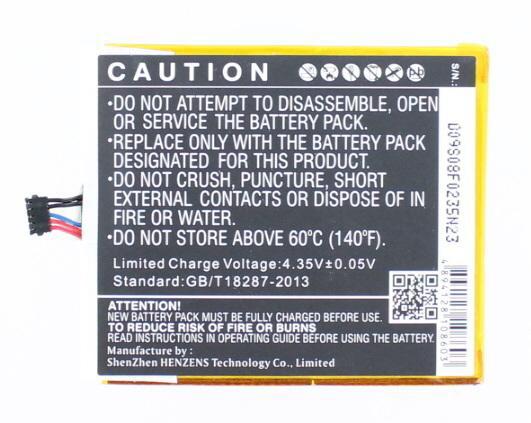 CAUTION
•DO NOT ATTEMPT TO DISASSEMBLE, OPEN
OR SERVICE THE BATTERY PACK.
•REPLACE ONLY WITH THE BATTERY PACK
DESIGNATED FOR THIS PRODUCT.
•DO NOT CRUSH, PUNCTURE, SHORT
EXTERNAL CONTACTS OR DISPOSE OF IN
FIRE OR WATER.
•DO NOT STORE ABOVE 60°C (140°F).
Limited Charge Voltage:4.35V±0.05V
Standard:GB/T18287-2013
ATTENTION!
NEW BATTERY PACK MUST BE FULLY CHARGED BEFORE USE
TO REDUCE RISK OF FIRE OR BURNS
READ INSTRUCTIONS IN OPERATING BATTERY PACK CORRECTLY.
Manufacture by:
ShenZhen HENZENS Technology Co., Limited
S/N.:
D09S08F0235N23
4894128108603